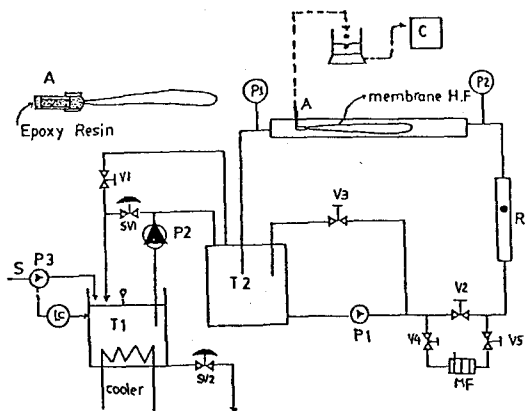 C
A
P1
P2
A
membrane H.F
Epoxy Resin
V1
V3
R
SV1
P2
P3
S
T2
V2
LC
T1
P1
V4
V5
SV2
MF
cooler